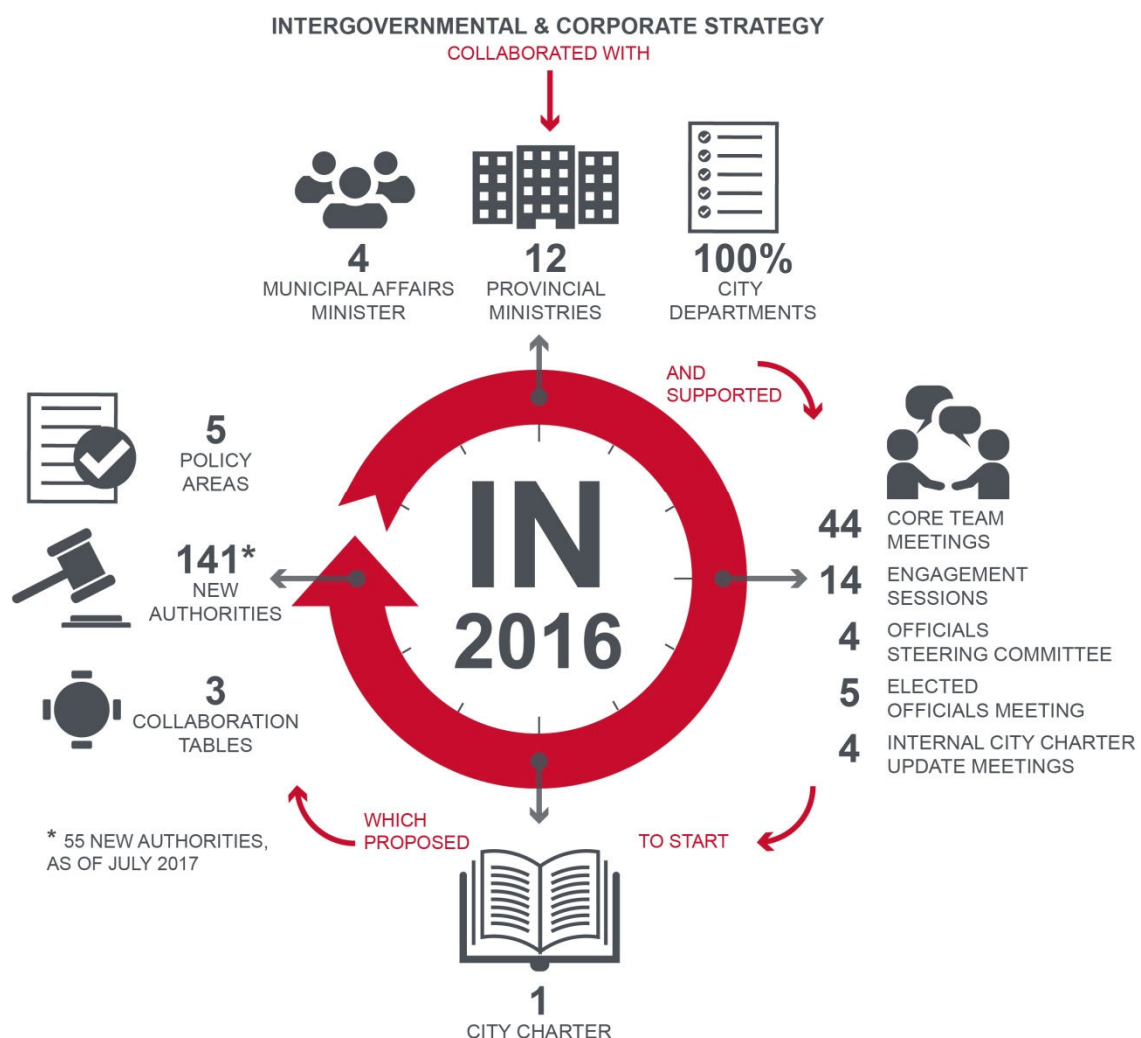 INTERGOVERNMENTAL & CORPORATE STRATEGY
COLLABORATED WITH
4
MUNICIPAL AFFAIRS
MINISTER
12
PROVINCIAL
MINISTRIES
100%
CITY
DEPARTMENTS
AND
SUPPORTED
44
CORE TEAM
MEETINGS
14
ENGAGEMENT
SESSIONS
4
OFFICIALS
STEERING COMMITTEE
5
ELECTED
OFFICIALS MEETING
4
INTERNAL CITY CHARTER
UPDATE MEETINGS
TO START
1
CITY CHARTER
WHICH
PROPOSED
5
POLICY
AREAS
141*
NEW
AUTHORITIES
3
COLLABORATION
TABLES
* 55 NEW AUTHORITIES,
AS OF JULY 2017
IN
2016